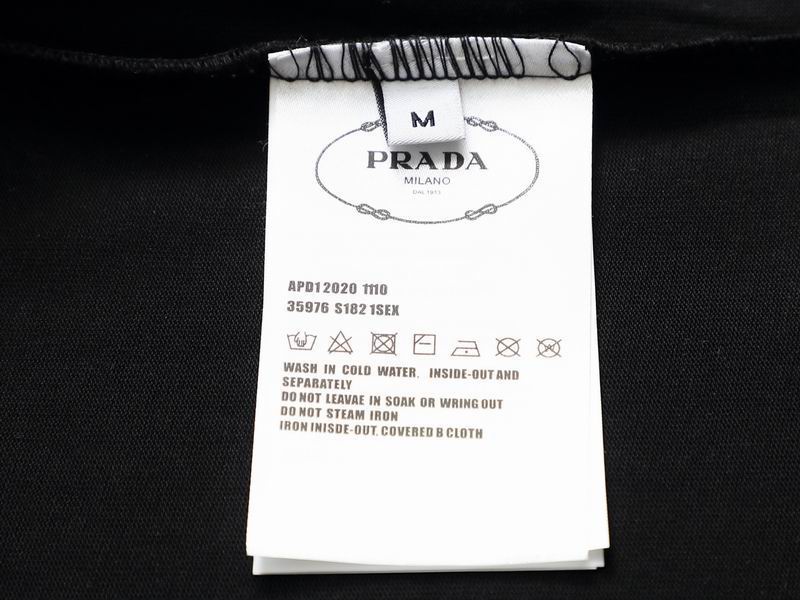 M
PRADA
MILANO
DAL 1913
APD12020 1110
35976 S182 1SEX
WASH IN COLD WATER. INSIDE-OUT AND
SEPARATELY
DO NOT LEAVAE IN SOAK OR WRING OUT
DO NOT STEAM IRON
IRON INISDE-OUT, COVERED B CLOTH